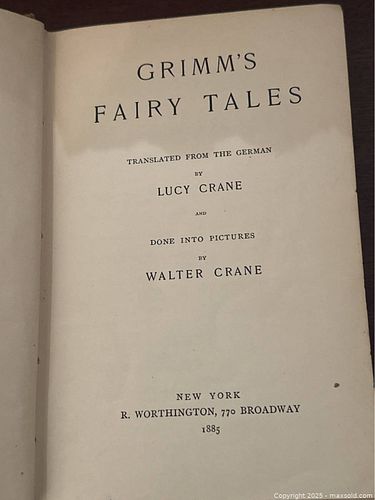 GRIMM'S
FAIRY TALES
TRANSLATED FROM THE GERMAN
BY
LUCY CRANE
AND
DONE INTO PICTURES
BY
WALTER CRANE
NEW YORK
R. WORTHINGTON, 770 BROADWAY
1885
Copyright 2025 - maxsold.com